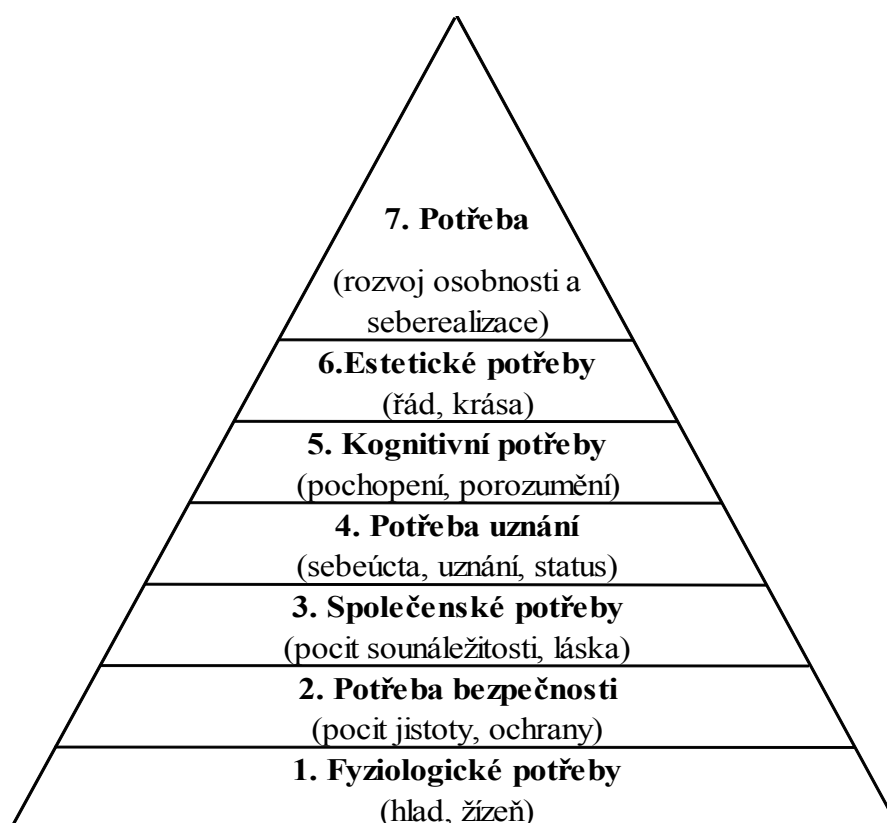 7. Potřeba
(rozvoj osobnosti a
seberealizace)
6.Estetické potřeby
(řád, krása)
5. Kognitivní potřeby
(pochopení, porozumění)
4. Potřeba uznání
(sebeúcta, uznání, status)
3. Společenské potřeby
(pocit sounáležitosti, láska)
2. Potřeba bezpečnosti
(pocit jistoty, ochrany)
1. Fyziologické potřeby
(hlad, žízeň)